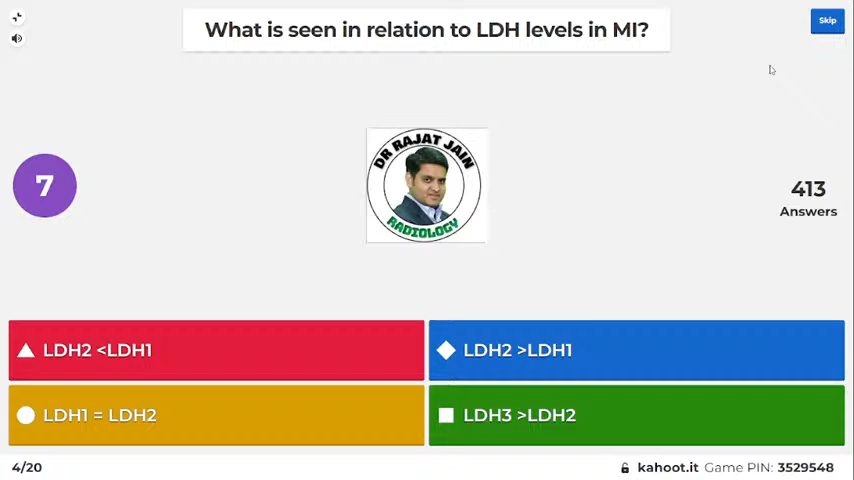 What is seen in relation to LDH levels in MI?
Skip
DR RAJAT JAIN
RADIOLOGY
7
413
Answers
LDH2 <LDH1
LDH2 >LDH1
LDH1 = LDH2
LDH3 >LDH2
4/20
kahoot.it Game PIN: 3529548